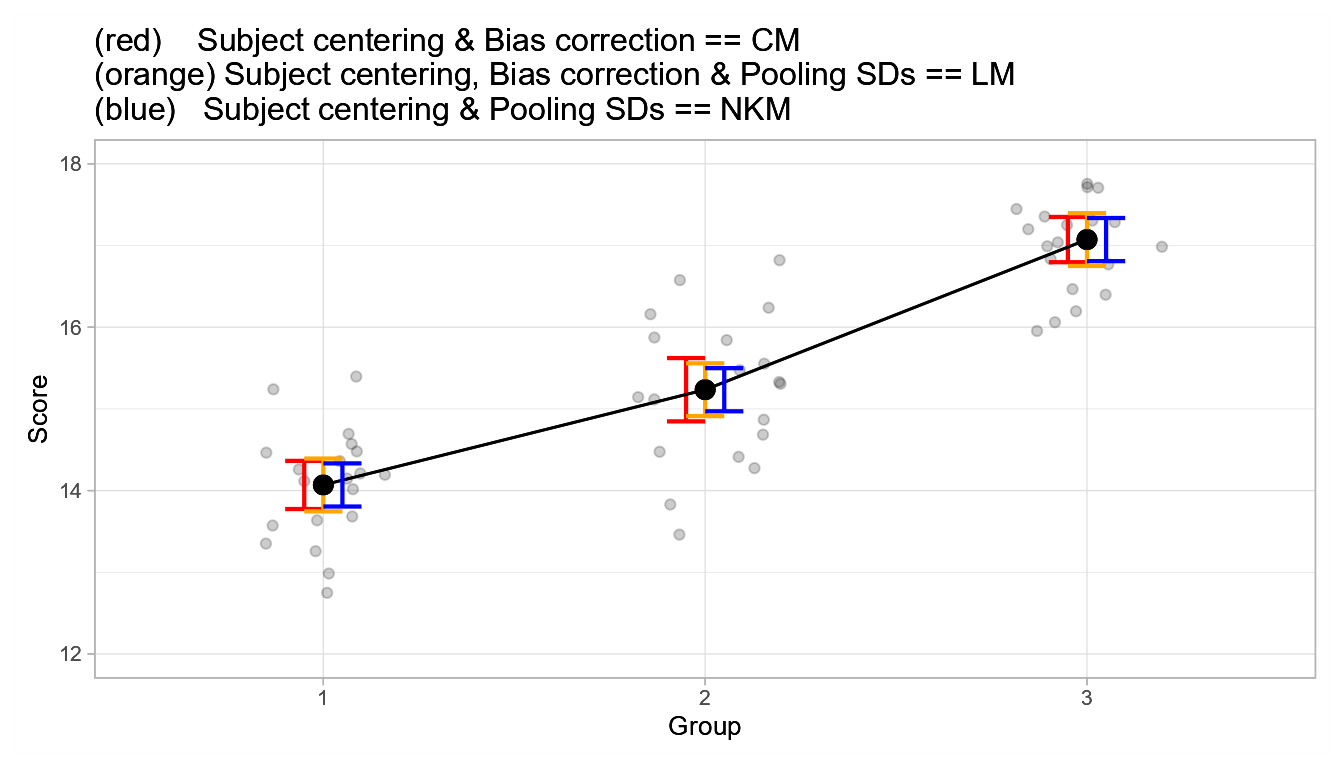 (red)    Subject centering & Bias correction == CM
(orange) Subject centering, Bias correction & Pooling SDs == LM
(blue)   Subject centering & Pooling SDs == NKM
18
16
14
12
Score
1 2 3
Group